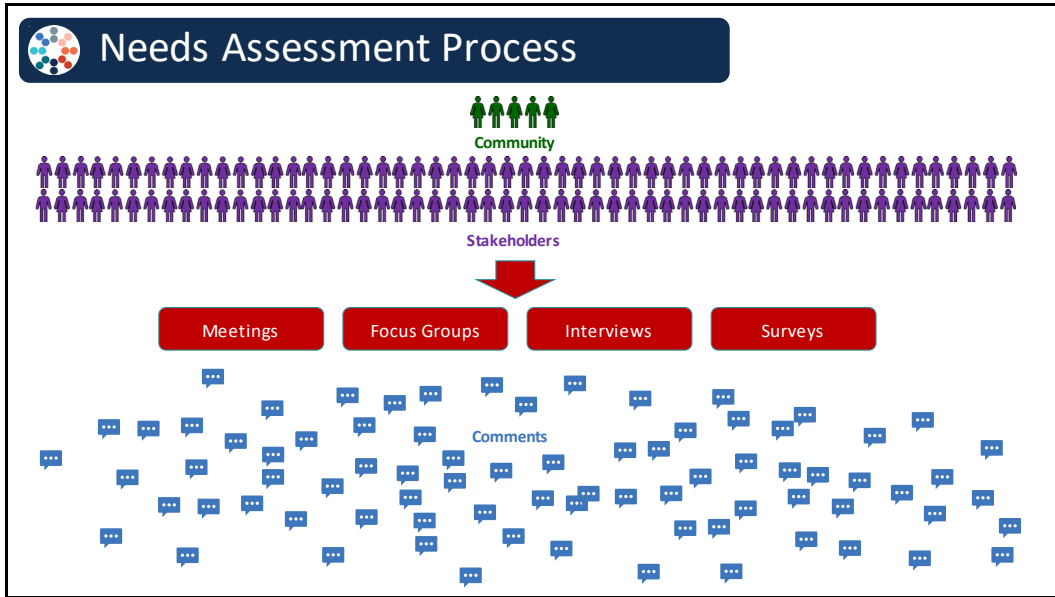 Needs Assessment Process
Community
Stakeholders
Meetings
Focus Groups
Interviews
Surveys
Comments